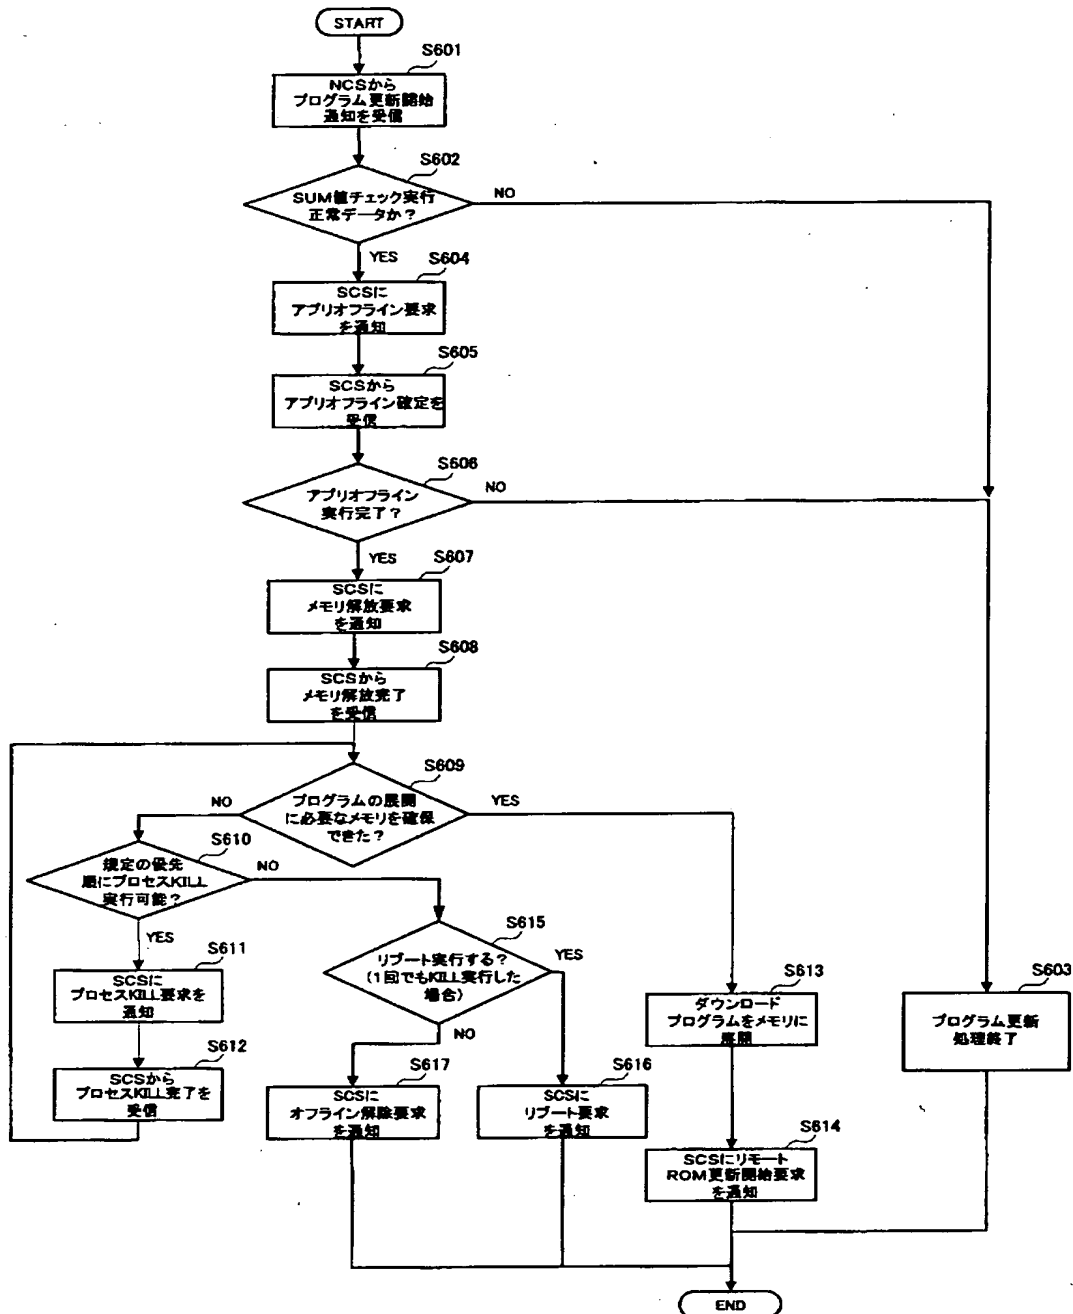 START
S601
NCSから
プログラム更新開始
通知を受信
S602
SUM値チェック実行
正常データか？
NO
YES
S604
SCSに
アプリオフライン要求
を通知
S605
SCSから
アプリオフライン確定を
受信
S606
アプリオフライン
実行完了？
NO
YES
S607
SCSに
メモリ解放要求
を通知
S608
SCSから
メモリ解放完了
を受信
S609
プログラムの展開
に必要なメモリを確保
できた？
NO
YES
S610
規定の優先
順にプロセスKILL
実行可能？
NO
YES
S611
SCSに
プロセスKILL要求を
通知
S612
SCSから
プロセスKILL完了を
受信
S615
リブート実行する？
(1回でもKILL実行した
場合)
YES
NO
S617
SCSに
オフライン解除要求
を通知
S616
SCSに
リブート要求
を通知
S613
ダウンロード
プログラムをメモリに
展開
S614
SCSにリモート
ROM更新開始要求
を通知
S603
プログラム更新
処理終了
END